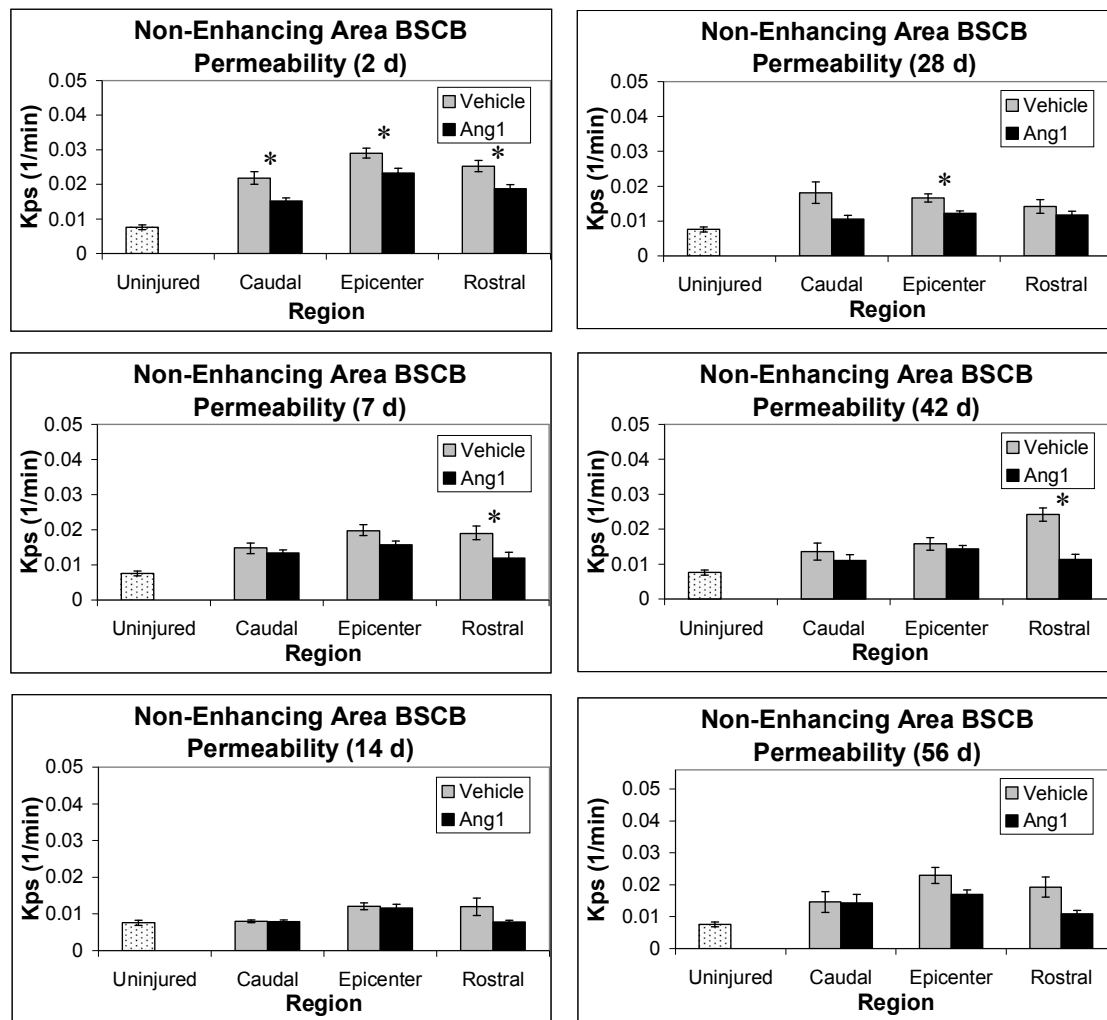 Non-Enhancing Area BSCB
Permeability (2 d)
0.05
0.04
0.03
0.02
0.01
0
Kps (1/min)
Vehicle
Ang1
*
*
*
Uninjured Caudal Epicenter Rostral
Region
Non-Enhancing Area BSCB
Permeability (28 d)
0.05
0.04
0.03
0.02
0.01
0
Kps (1/min)
Vehicle
Ang1
*
Uninjured Caudal Epicenter Rostral
Region
Non-Enhancing Area BSCB
Permeability (7 d)
0.05
0.04
0.03
0.02
0.01
0
Kps (1/min)
Vehicle
Ang1
*
Uninjured Caudal Epicenter Rostral
Region
Non-Enhancing Area BSCB
Permeability (42 d)
0.05
0.04
0.03
0.02
0.01
0
Kps (1/min)
Vehicle
Ang1
*
Uninjured Caudal Epicenter Rostral
Region
Non-Enhancing Area BSCB
Permeability (14 d)
0.05
0.04
0.03
0.02
0.01
0
Kps (1/min)
Vehicle
Ang1
Uninjured Caudal Epicenter Rostral
Region
Non-Enhancing Area BSCB
Permeability (56 d)
0.05
0.04
0.03
0.02
0.01
0
Kps (1/min)
Vehicle
Ang1
Uninjured Caudal Epicenter Rostral
Region